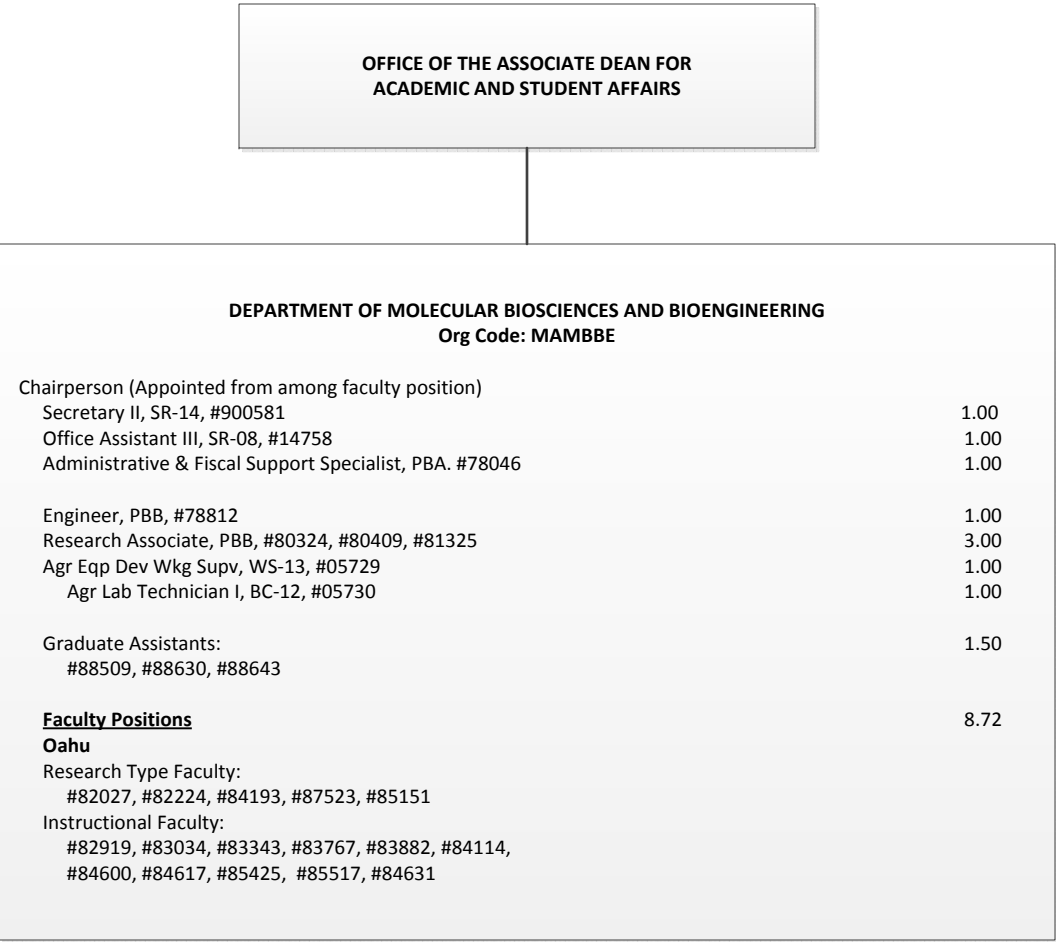 OFFICE OF THE ASSOCIATE DEAN FOR
ACADEMIC AND STUDENT AFFAIRS
DEPARTMENT OF MOLECULAR BIOSCIENCES AND BIOENGINEERING
Org Code: MAMBBE
Chairperson (Appointed from among faculty position)
Secretary II, SR-14, #900581 1.00
Office Assistant III, SR-08, #14758 1.00
Administrative & Fiscal Support Specialist, PBA. #78046 1.00
Engineer, PBB, #78812 1.00
Research Associate, PBB, #80324, #80409, #81325 3.00
Agr Eqp Dev Wkg Supv, WS-13, #05729 1.00
Agr Lab Technician I, BC-12, #05730 1.00
Graduate Assistants: 1.50
#88509, #88630, #88643
Faculty Positions 8.72
Oahu
Research Type Faculty:
#82027, #82224, #84193, #87523, #85151
Instructional Faculty:
#82919, #83034, #83343, #83767, #83882, #84114,
#84600, #84617, #85425, #85517, #84631